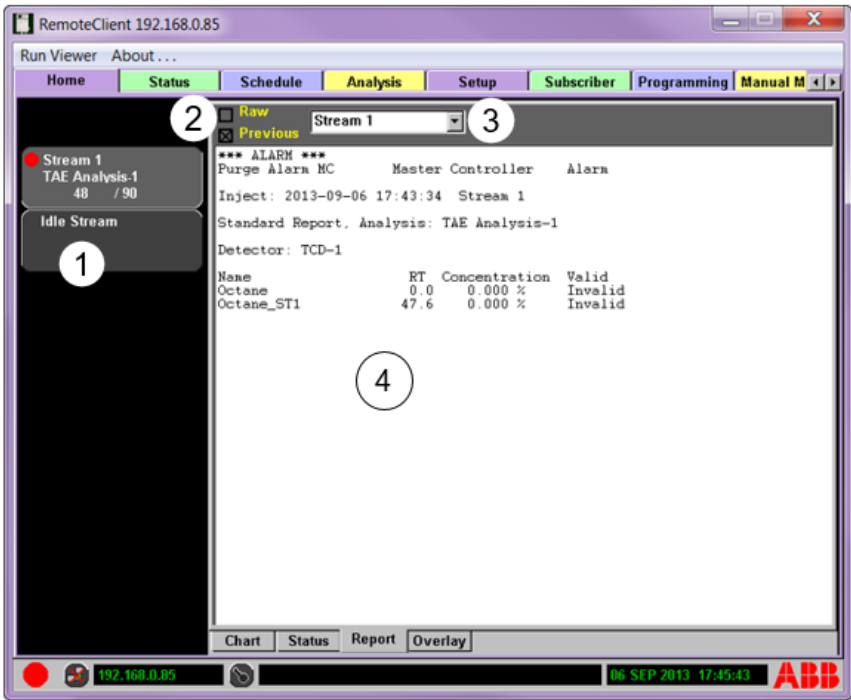 RemoteClient 192.168.0.85
Run Viewer About . . .
Home Status Schedule Analysis Setup Subscriber Programming Manual M
2 Raw Stream 1 3
Previous
Stream 1
TAE Analysis-1
48 / 90
Idle Stream
1
*** ALARM ***
Purge Alarm MC Master Controller Alarm
Inject: 2013-09-06 17:43:34 Stream 1
Standard Report, Analysis: TAE Analysis-1
Detector: TCD-1
Name RT Concentration Valid
Octane 0.0 0.000 % Invalid
Octane_ST1 47.6 0.000 % Invalid
4
Chart Status Report Overlay
192.168.0.85 06 SEP 2013 17:45:43 ABB